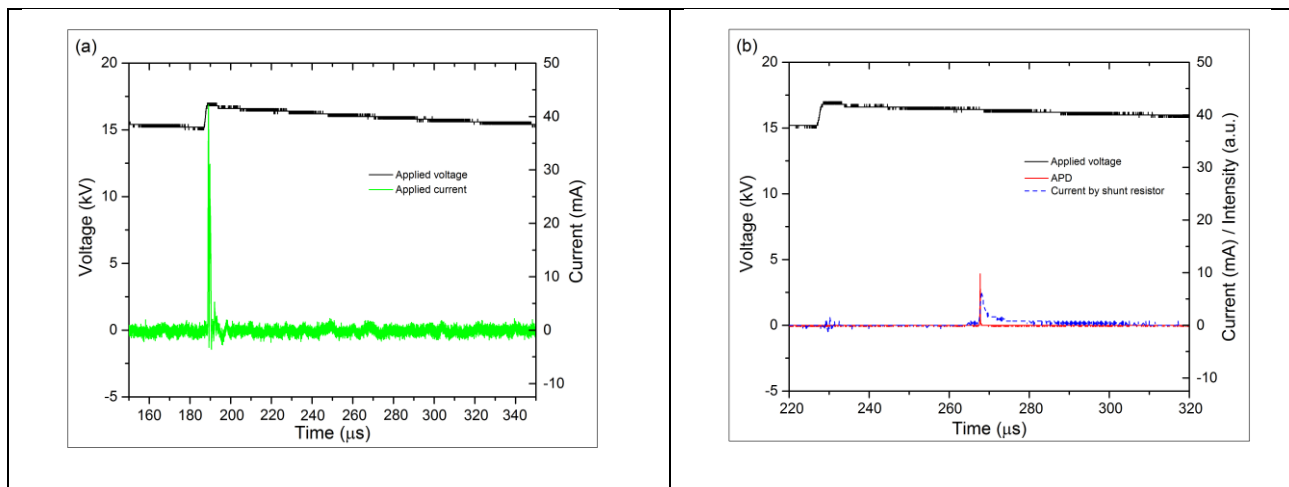 (a)
20
15
10
5
0
-5
Voltage (kV)
50
40
30
20
10
0
-10
Current (mA)
Applied voltage
Applied current
160 180 200 220 240 260 280 300 320 340
Time (μs)
(b)
20
15
10
5
0
-5
Voltage (kV)
50
40
30
20
10
0
-10
Current (mA) / Intensity (a.u.)
Applied voltage
APD
Current by shunt resistor
220 240 260 280 300 320
Time (μs)